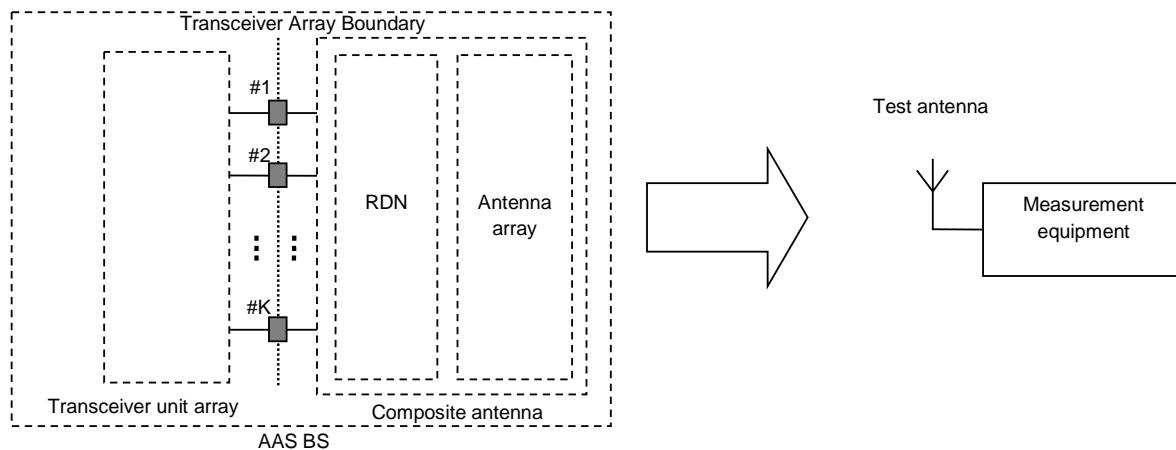 Transceiver Array Boundary
#1
#2
#K
RDN
Antenna
array
Transceiver unit array
Composite antenna
AAS BS
Test antenna
Measurement
equipment